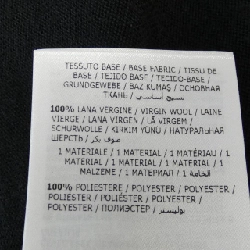 TESSUTO BASE / BASE FABRIC / TISSU DE
BASE / TEJIDO BASE / TECIDO-BASE /
GRUNDGEWEBE / BAZ KUMAŞ / ОСНОВНАЯ
ТКАНЬ / نسيج أساسي
100% LANA VERGINE / VIRGIN WOOL / LAINE
VIERGE / LANA VIRGEN / LÃ VIRGEM /
SCHURWOLLE / KIRKIM YÜNÜ / НАТУРАЛЬНАЯ
ШЕРСТЬ / صوف بكر
1 MATERIALE / 1 MATERIAL / 1 MATÉRIAU / 1
MATERIAL / 1 MATERIAL / 1 MATERIAL / 1
MALZEME / 1 МАТЕРИАЛ / 1 الخامة
100% POLIESTERE / POLYESTER / POLYESTER /
POLIÉSTER / POLIÉSTER / POLYESTER /
POLYESTER / ПОЛИЭСТЕР / بوليستر